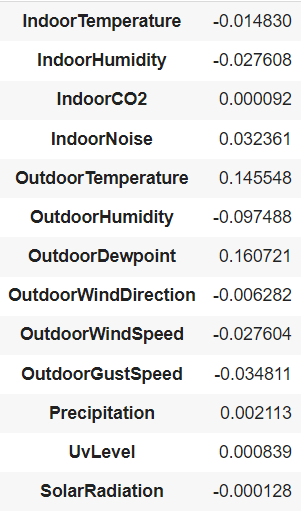 IndoorTemperature -0.014830
IndoorHumidity -0.027608
IndoorCO2 0.000092
IndoorNoise 0.032361
OutdoorTemperature 0.145548
OutdoorHumidity -0.097488
OutdoorDewpoint 0.160721
OutdoorWindDirection -0.006282
OutdoorWindSpeed -0.027604
OutdoorGustSpeed -0.034811
Precipitation 0.002113
UvLevel 0.000839
SolarRadiation -0.000128